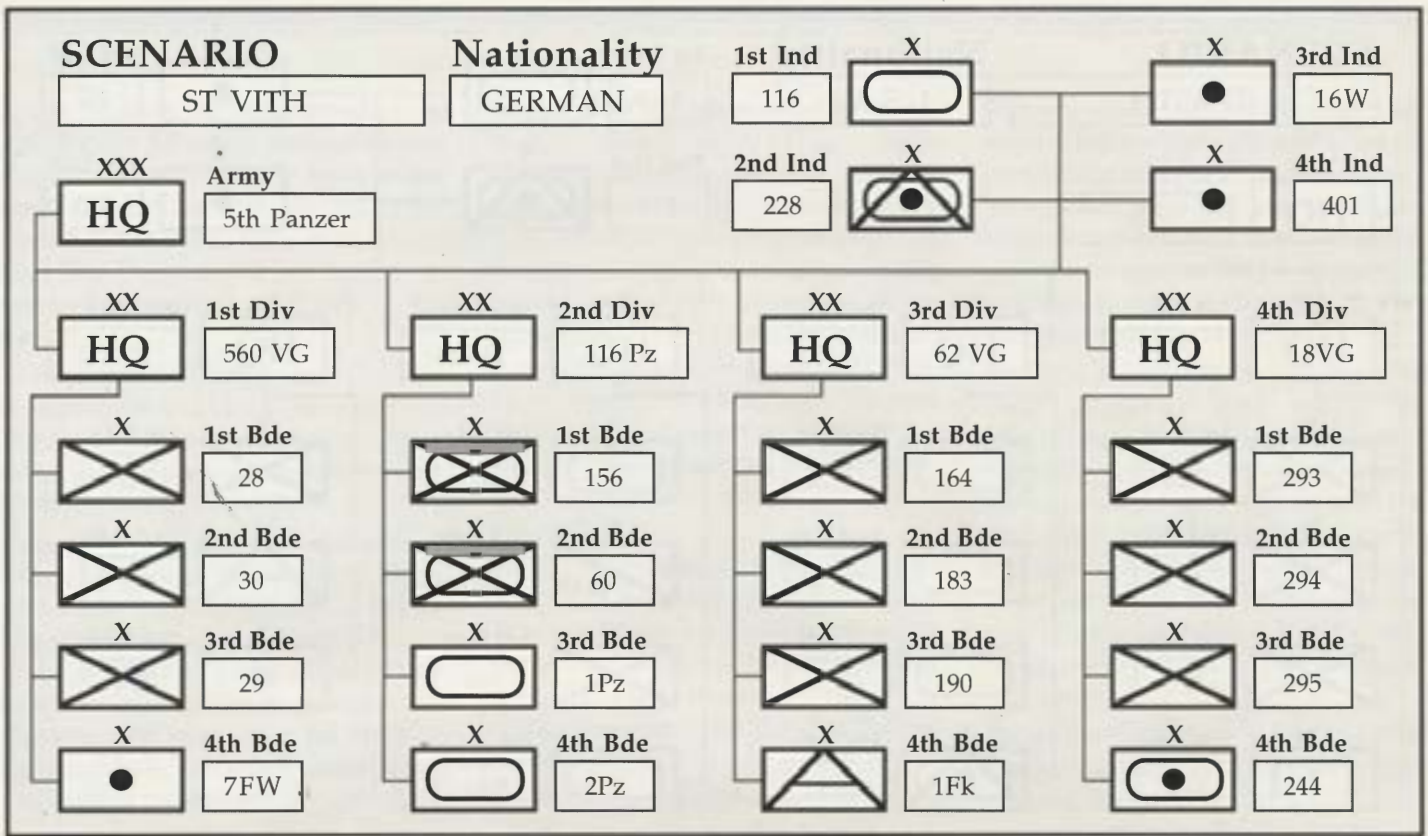 SCENARIO
ST VITH
Nationality
GERMAN
XXX
HQ
Army
5th Panzer
1st Ind
116
X
X
3rd Ind
16W
2nd Ind
228
X
X
4th Ind
401
XX
HQ
1st Div
560 VG
XX
HQ
2nd Div
116 Pz
XX
HQ
3rd Div
62 VG
XX
HQ
4th Div
18VG
X
1st Bde
28
X
1st Bde
156
X
1st Bde
164
X
1st Bde
293
X
2nd Bde
30
X
2nd Bde
60
X
2nd Bde
183
X
2nd Bde
294
X
3rd Bde
29
X
3rd Bde
1Pz
X
3rd Bde
190
X
3rd Bde
295
X
4th Bde
7FW
X
4th Bde
2Pz
X
4th Bde
1Fk
X
4th Bde
244